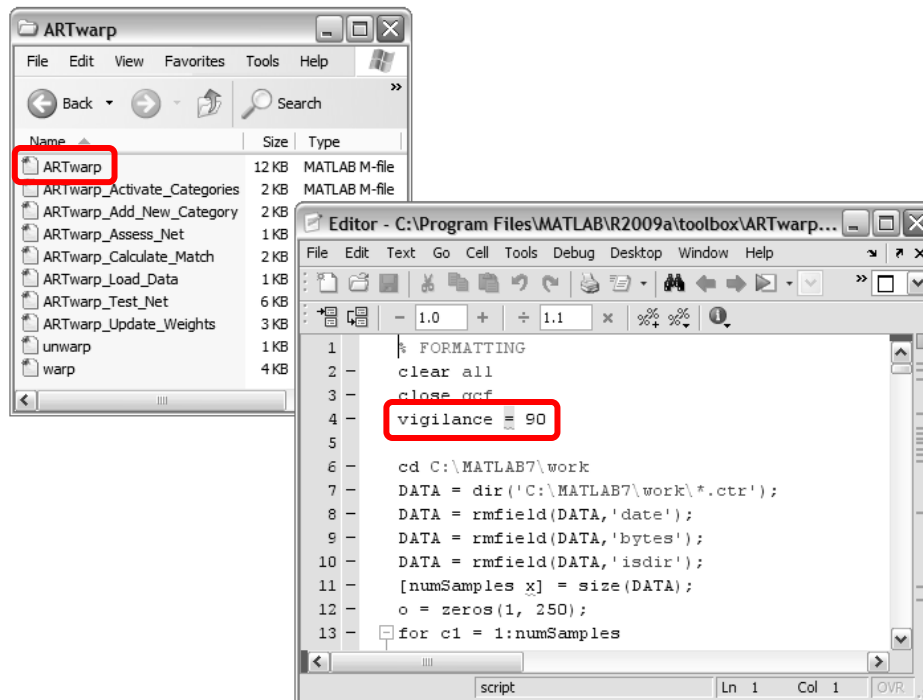 ARTwarp
File Edit View Favorites Tools Help
Back Search »
Name Size Type
ARTwarp 12 KB MATLAB M-file
ARTwarp_Activate_Categories 2 KB MATLAB M-file
ARTwarp_Add_New_Category 2 KB
ARTwarp_Assess_Net 1 KB
ARTwarp_Calculate_Match 2 KB
ARTwarp_Load_Data 1 KB
ARTwarp_Test_Net 6 KB
ARTwarp_Update_Weights 3 KB
unwarp 1 KB
warp 4 KB
Editor - C:\Program Files\MATLAB\R2009a\toolbox\ARTwarp...
File Edit Text Go Cell Tools Debug Desktop Window Help
»
− 1.0 + ÷ 1.1 ×
1 % FORMATTING
2 – clear all
3 – close gcf
4 – vigilance = 90
5
6 – cd C:\MATLAB7\work
7 – DATA = dir('C:\MATLAB7\work\*.ctr');
8 – DATA = rmfield(DATA,'date');
9 – DATA = rmfield(DATA,'bytes');
10 – DATA = rmfield(DATA,'isdir');
11 – [numSamples x] = size(DATA);
12 – o = zeros(1, 250);
13 – for c1 = 1:numSamples
script Ln 1 Col 1 OVR